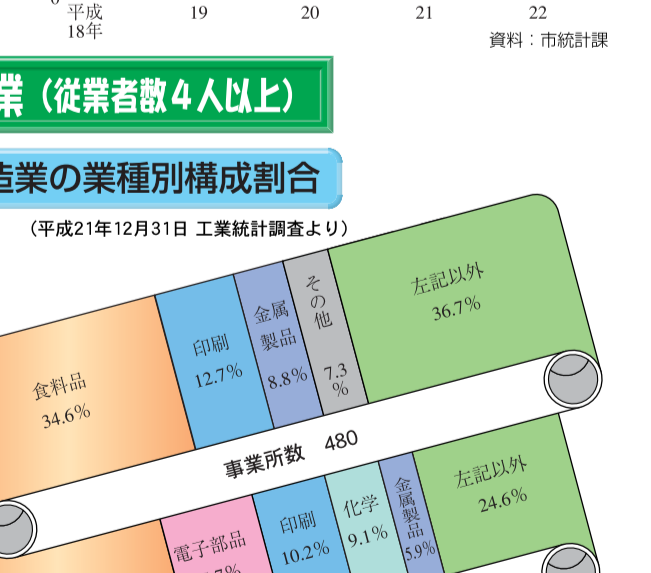 平成
18年
19
20
21
22
資料：市統計課
業（従業者数4人以上）
造業の業種別構成割合
（平成21年12月31日 工業統計調査より）
食料品
34.6%
印刷
12.7%
金属
製品
8.8%
その他
7.3
%
左記以外
36.7%
事業所数 480
電子部品
印刷
10.2%
化学
9.1%
金属製品
5.9%
左記以外
24.6%